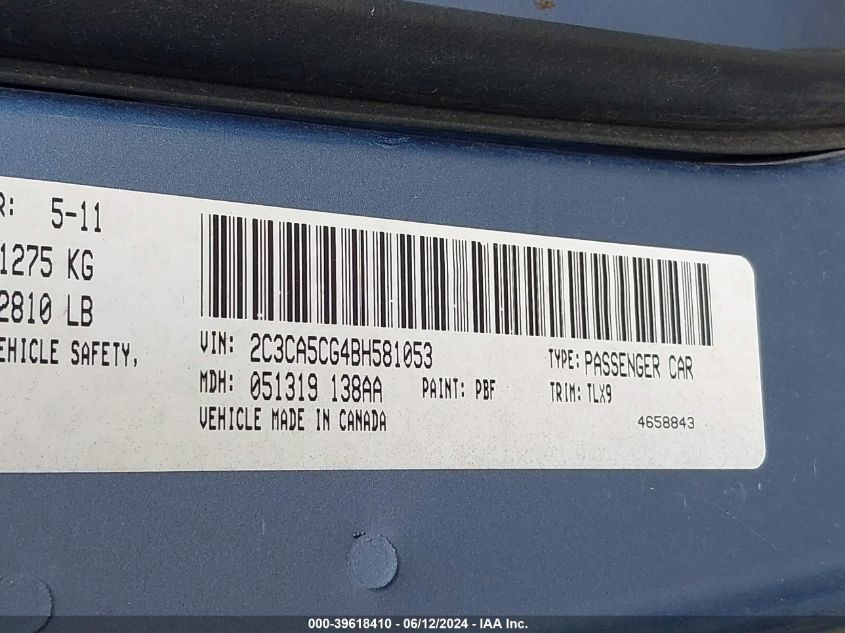 R: 5-11
1275 KG
2810 LB
EHICLE SAFETY,
VIN: 2C3CA5CG4BH581053
TYPE: PASSENGER CAR
MDH: 051319 138AA
PAINT: PBF
TRIM: TLX9
VEHICLE MADE IN CANADA
4658843
000-39618410 - 06/12/2024 - IAA Inc.